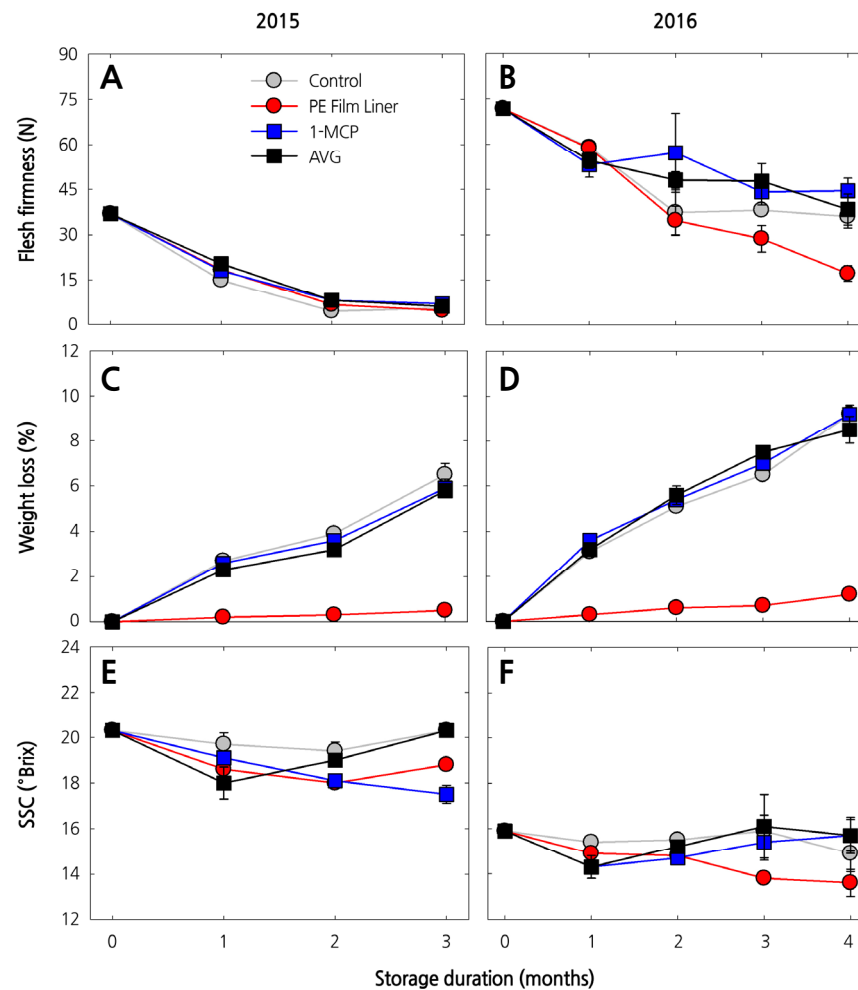 2015
2016
A
B
Control
PE Film Liner
1-MCP
AVG
Flesh firmness (N)
90
75
60
45
30
15
0
C
D
Weight loss (%)
12
10
8
6
4
2
0
E
F
SSC (°Brix)
24
22
20
18
16
14
12
0 1 2 3
0 1 2 3 4
Storage duration (months)